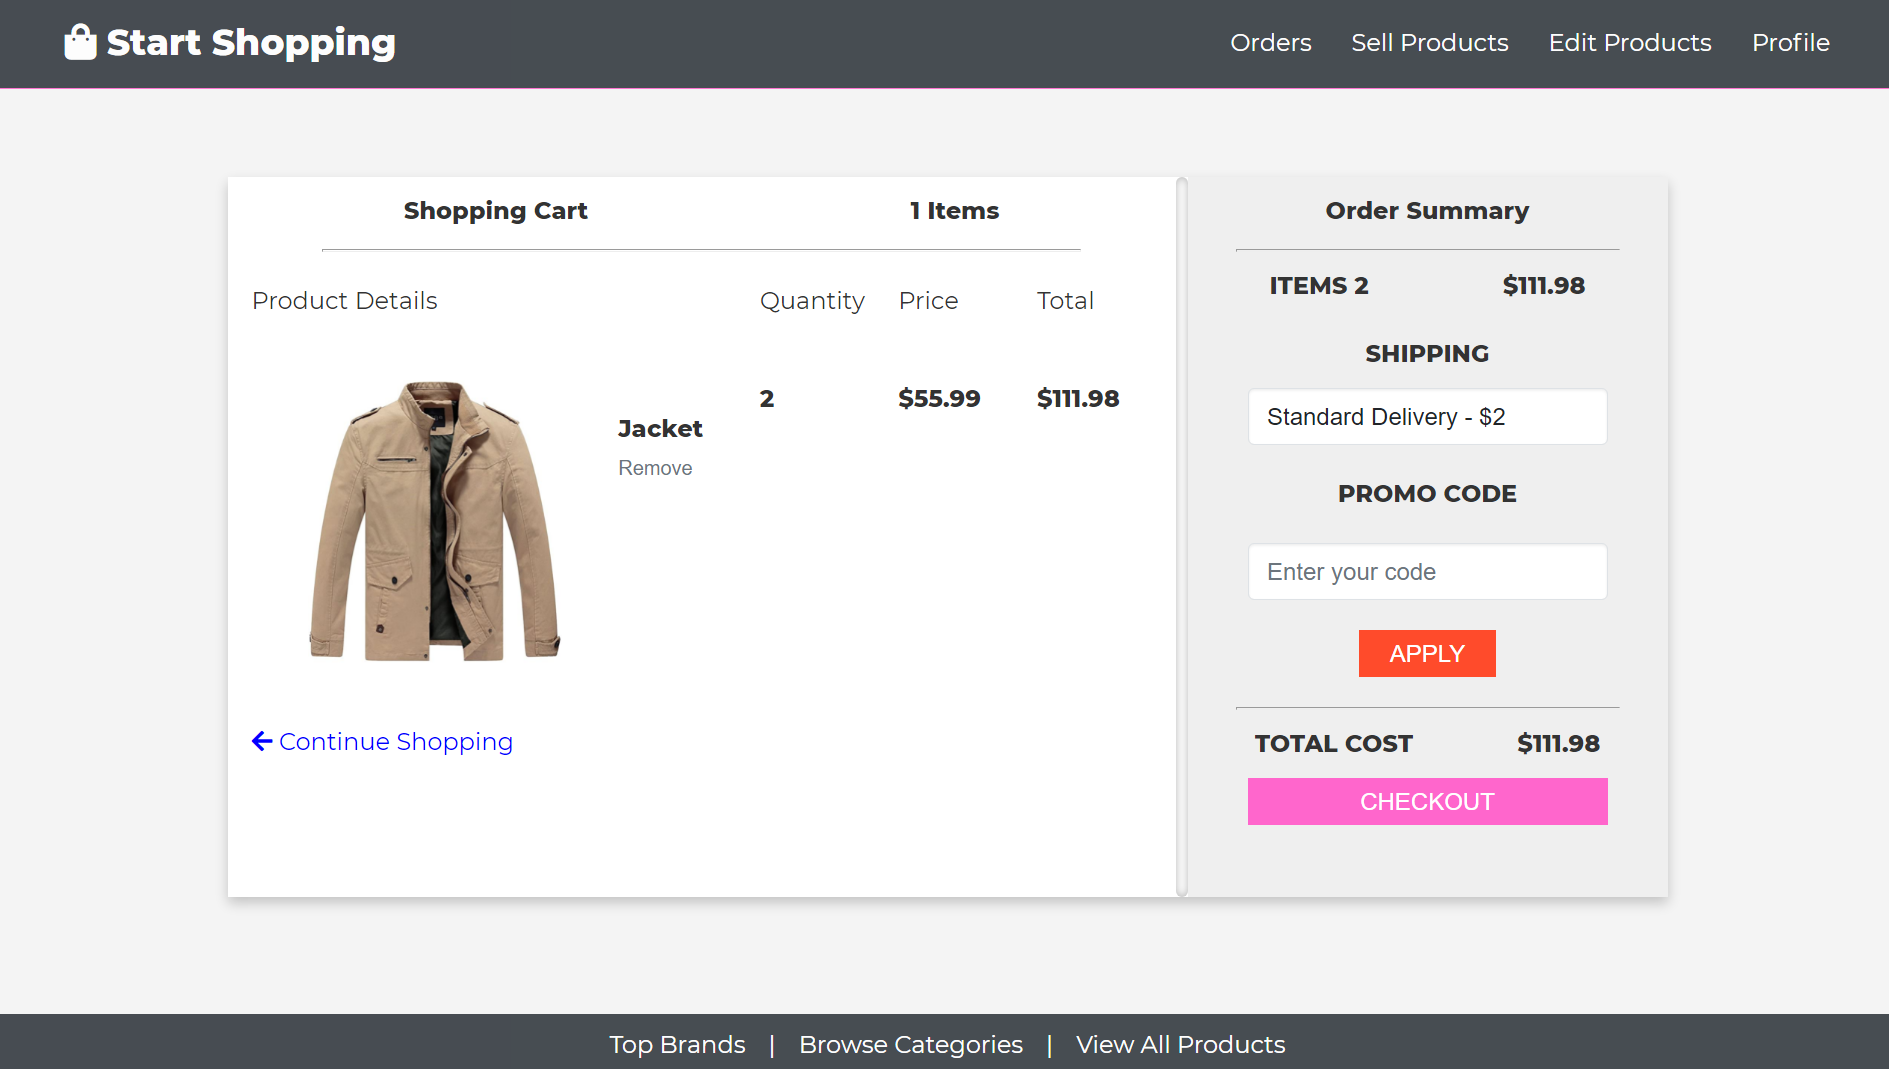 Start Shopping
Orders Sell Products Edit Products Profile
Shopping Cart 1 Items
Product Details Quantity Price Total
Jacket
Remove
2 $55.99 $111.98
Continue Shopping
Order Summary
ITEMS 2 $111.98
SHIPPING
Standard Delivery - $2
PROMO CODE
Enter your code
APPLY
TOTAL COST $111.98
CHECKOUT
Top Brands | Browse Categories | View All Products